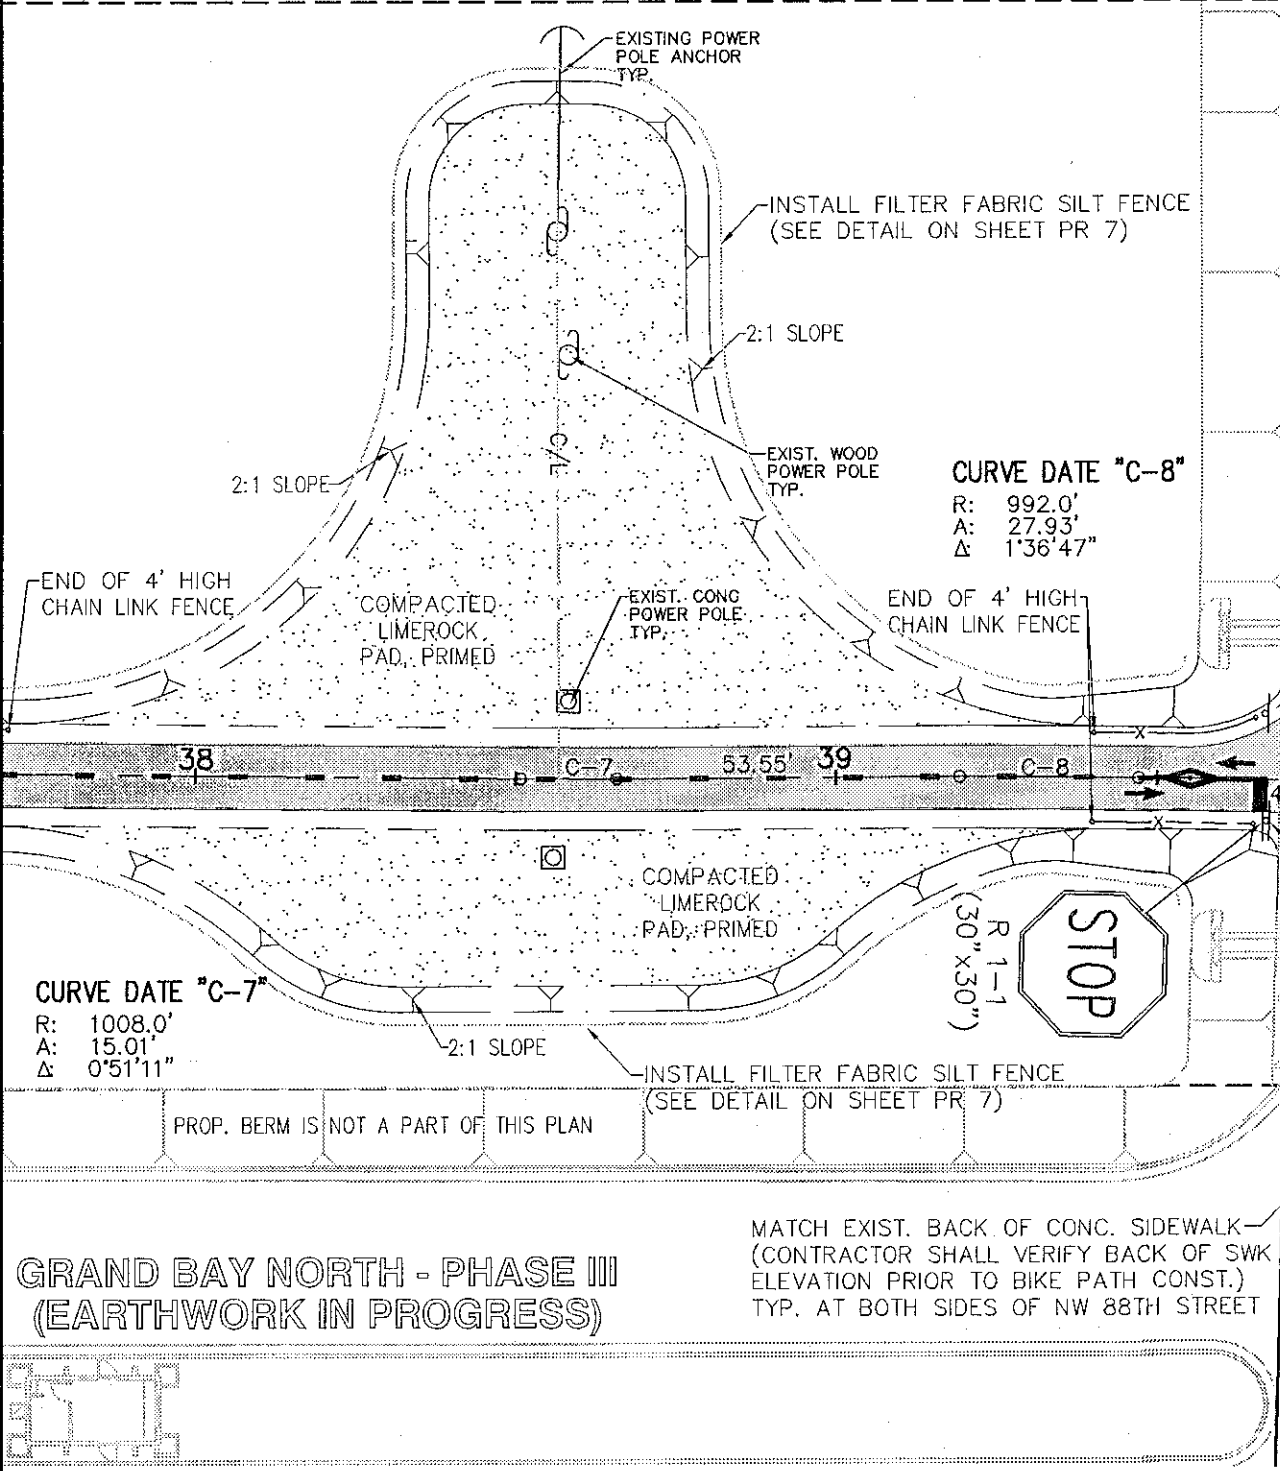 EXISTING POWER
POLE ANCHOR
TYP.
INSTALL FILTER FABRIC SILT FENCE
(SEE DETAIL ON SHEET PR 7)
2:1 SLOPE
C/L
EXIST. WOOD
POWER POLE
TYP.
2:1 SLOPE
CURVE DATE "C-8"
R: 992.0'
A: 27.93'
Δ: 1°36'47"
END OF 4' HIGH
CHAIN LINK FENCE
COMPACTED
LIMEROCK
PAD, PRIMED
EXIST. CONC
POWER POLE
TYP.
END OF 4' HIGH
CHAIN LINK FENCE
X
38
C-7
53.55'
39
C-8
4
X
COMPACTED
LIMEROCK
PAD, PRIMED
STOP
R 1-1
(30"x30")
CURVE DATE "C-7"
R: 1008.0'
A: 15.01'
Δ: 0°51'11"
2:1 SLOPE
INSTALL FILTER FABRIC SILT FENCE
(SEE DETAIL ON SHEET PR 7)
PROP. BERM IS NOT A PART OF THIS PLAN
MATCH EXIST. BACK OF CONC. SIDEWALK
(CONTRACTOR SHALL VERIFY BACK OF SWK
ELEVATION PRIOR TO BIKE PATH CONST.)
TYP. AT BOTH SIDES OF NW 88TH STREET
GRAND BAY NORTH - PHASE III
(EARTHWORK IN PROGRESS)